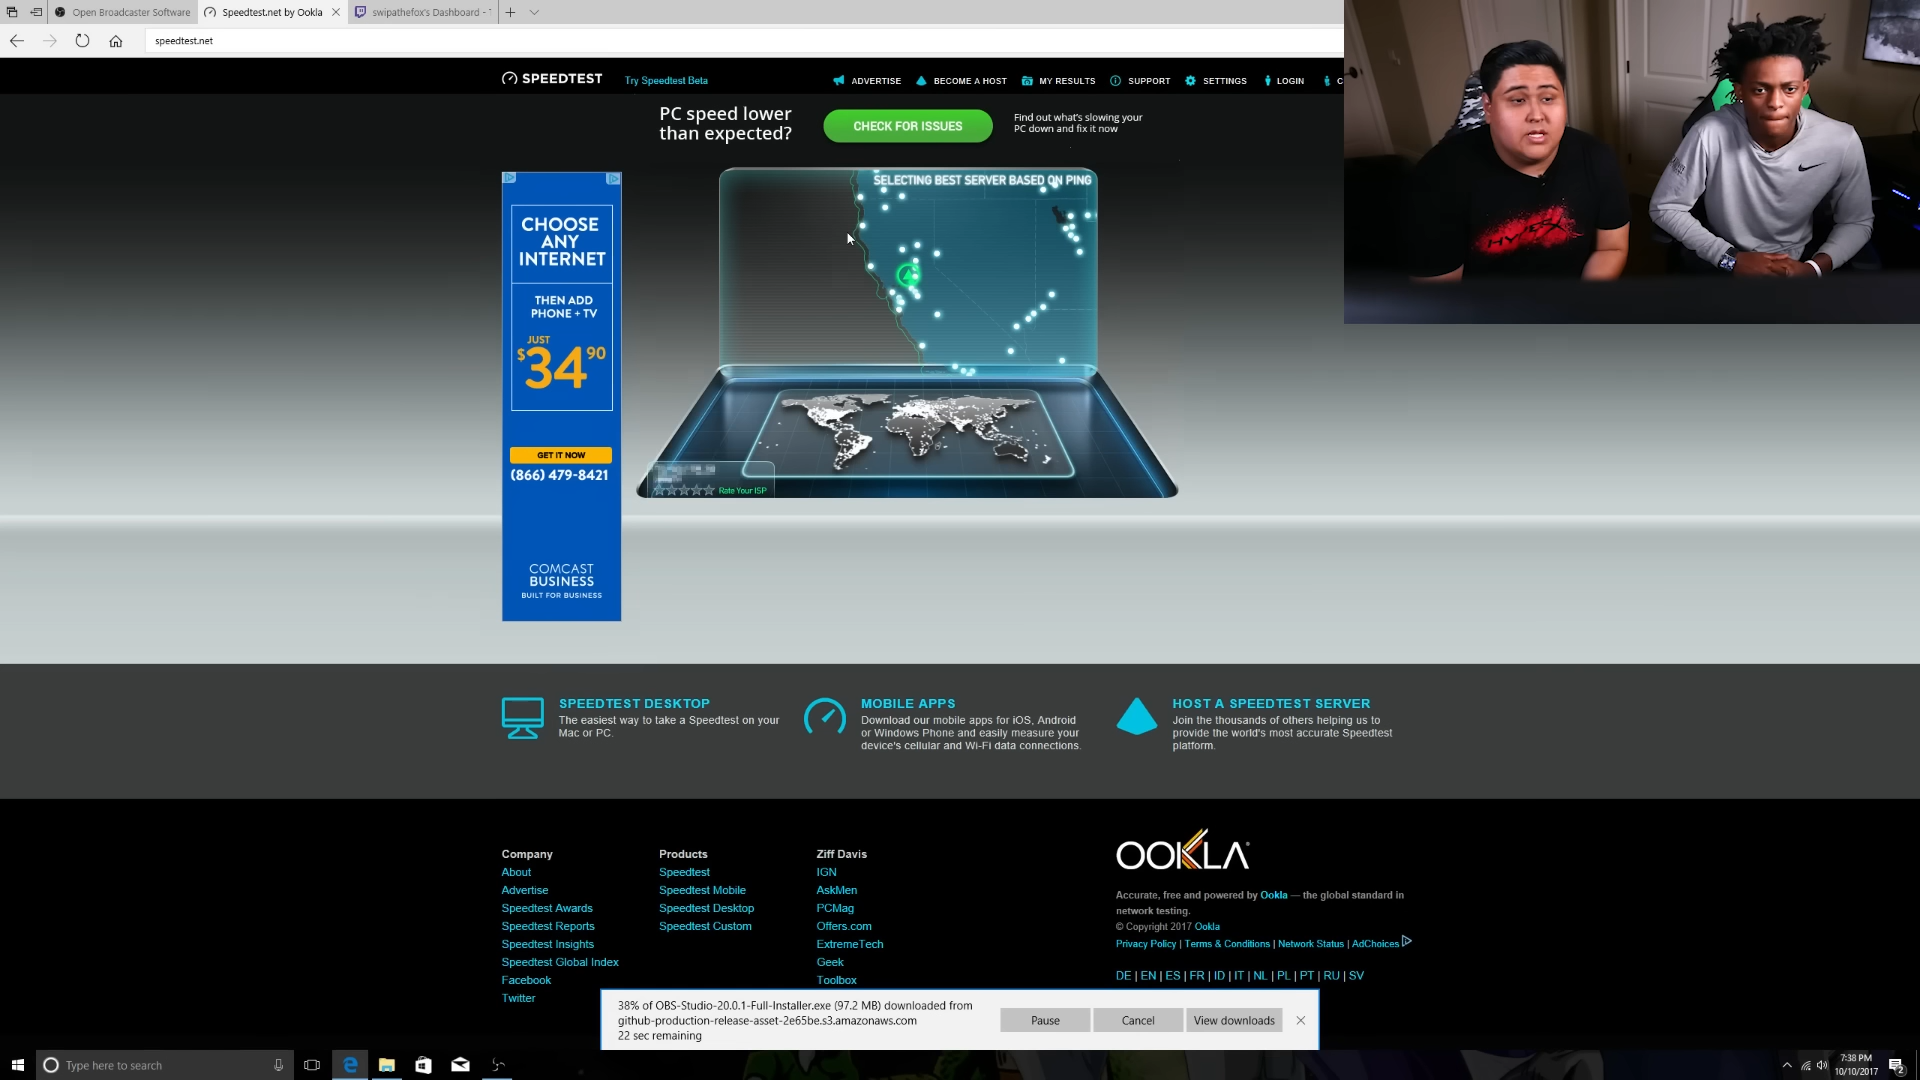 Open Broadcaster Software
Speedtest.net by Ookla
swipathefox's Dashboard -
speedtest.net
SPEEDTEST
Try Speedtest Beta
ADVERTISE
BECOME A HOST
MY RESULTS
SUPPORT
SETTINGS
LOGIN
C
PC speed lower
than expected?
CHECK FOR ISSUES
Find out what's slowing your
PC down and fix it now
SELECTING BEST SERVER BASED ON PING
CHOOSE
ANY
INTERNET
THEN ADD
PHONE + TV
JUST
$34.90
GET IT NOW
(866) 479-8421
COMCAST
BUSINESS
BUILT FOR BUSINESS
Rate Your ISP
HYPERX
SPEEDTEST DESKTOP
The easiest way to take a Speedtest on your
Mac or PC.
MOBILE APPS
Download our mobile apps for iOS, Android
or Windows Phone and easily measure your
device's cellular and Wi-Fi data connections.
HOST A SPEEDTEST SERVER
Join the thousands of others helping us to
provide the world's most accurate Speedtest
platform.
Company
About
Advertise
Speedtest Awards
Speedtest Reports
Speedtest Insights
Speedtest Global Index
Facebook
Twitter
Products
Speedtest
Speedtest Mobile
Speedtest Desktop
Speedtest Custom
Ziff Davis
IGN
AskMen
PCMag
Offers.com
ExtremeTech
Geek
Toolbox
OOKLA
Accurate, free and powered by Ookla — the global standard in
network testing.
© Copyright 2017 Ookla
Privacy Policy | Terms & Conditions | Network Status | AdChoices
DE | EN | ES | FR | ID | IT | NL | PL | PT | RU | SV
38% of OBS-Studio-20.0.1-Full-Installer.exe (97.2 MB) downloaded from
github-production-release-asset-2e65be.s3.amazonaws.com
22 sec remaining
Pause
Cancel
View downloads
Type here to search
7:38 PM
10/10/2017
2